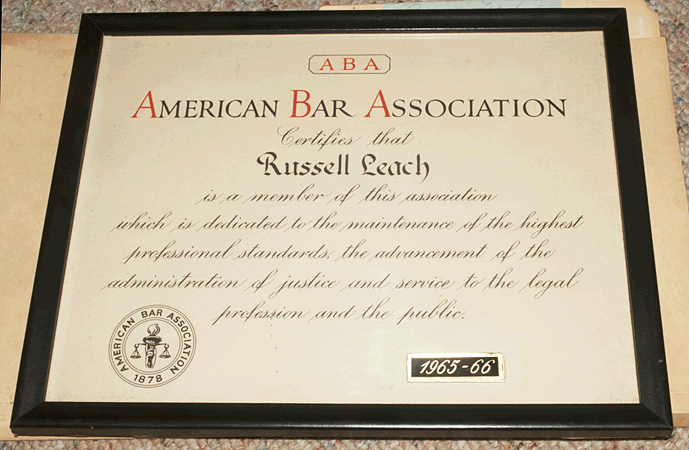 ABA
AMERICAN BAR ASSOCIATION
Certifies that
Russell Leach
is a member of this association
which is dedicated to the maintenance of the highest
professional standards, the advancement of the
administration of justice and service to the legal
profession and the public.
AMERICAN BAR ASSOCIATION
1878
1965-66